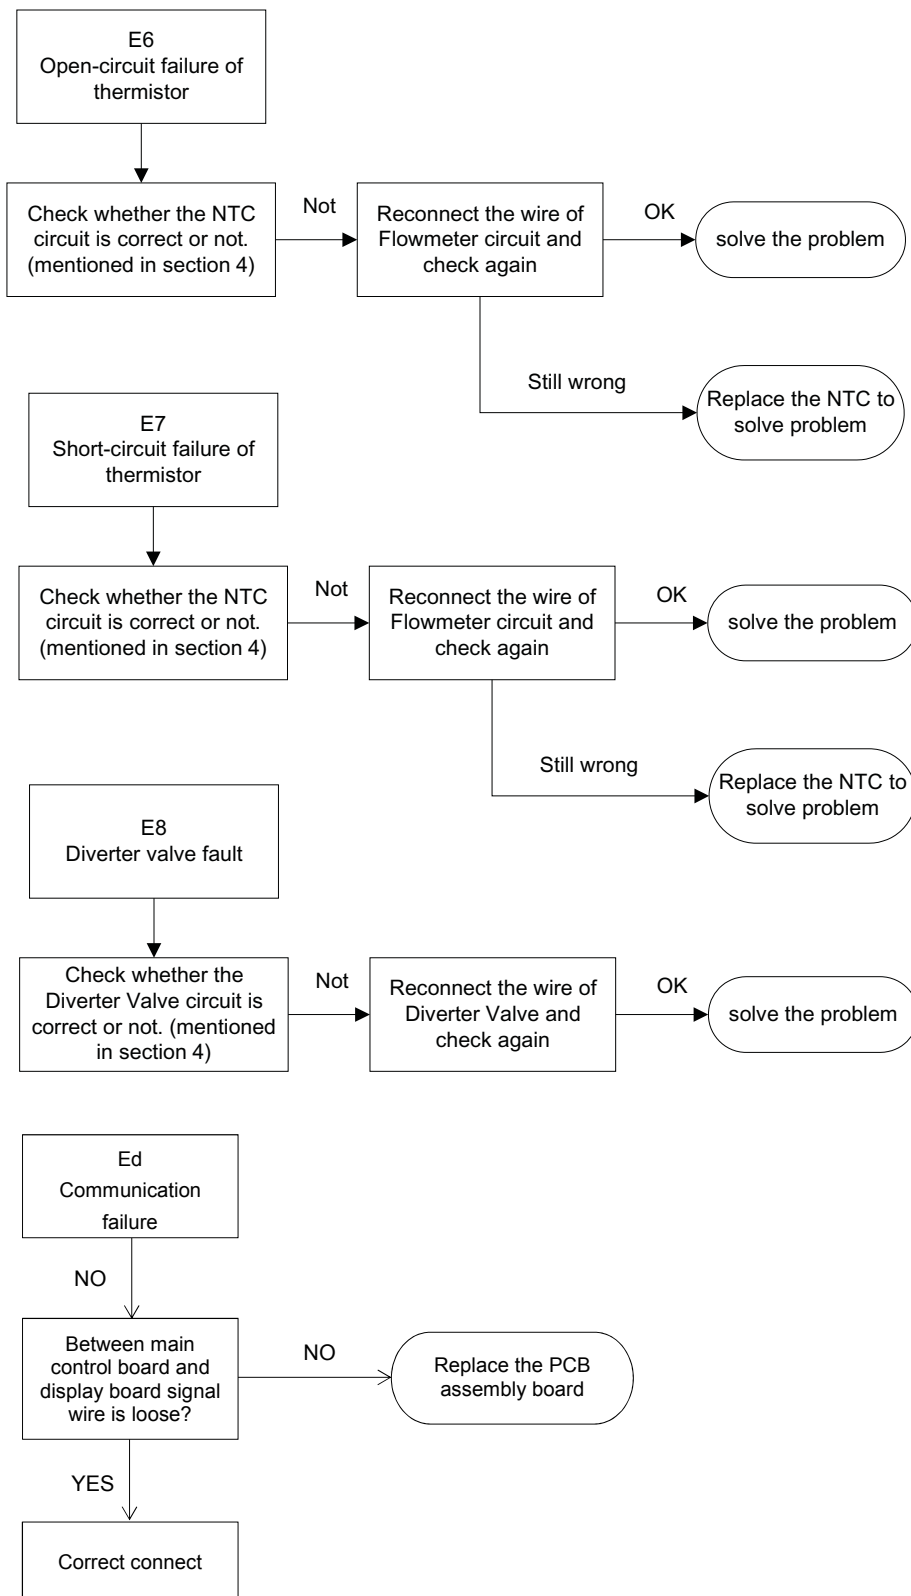 E6
Open-circuit failure of
thermistor
Check whether the NTC
circuit is correct or not.
(mentioned in section 4)
Not
Reconnect the wire of
Flowmeter circuit and
check again
OK
solve the problem
Still wrong
Replace the NTC to
solve problem
E7
Short-circuit failure of
thermistor
Check whether the NTC
circuit is correct or not.
(mentioned in section 4)
Not
Reconnect the wire of
Flowmeter circuit and
check again
OK
solve the problem
Still wrong
Replace the NTC to
solve problem
E8
Diverter valve fault
Check whether the
Diverter Valve circuit is
correct or not. (mentioned
in section 4)
Not
Reconnect the wire of
Diverter Valve and
check again
OK
solve the problem
Ed
Communication
failure
NO
Between main
control board and
display board signal
wire is loose?
NO
Replace the PCB
assembly board
YES
Correct connect